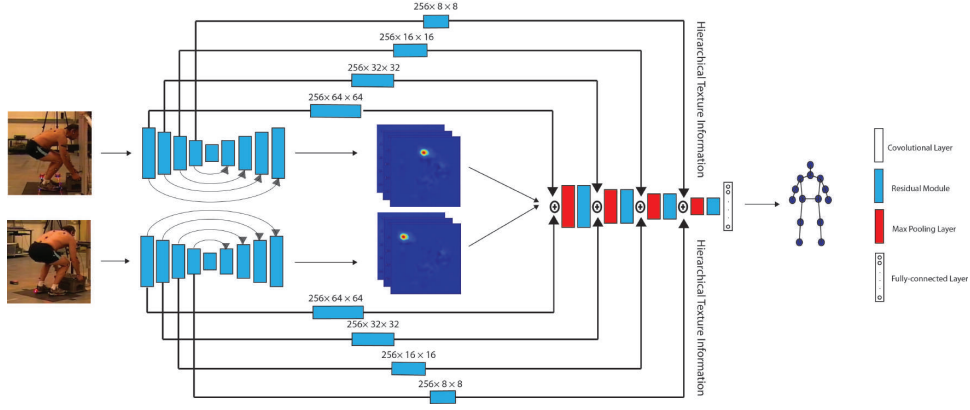 256× 8 × 8
256× 16 × 16
256× 32 × 32
256× 64 × 64
Hierarchical Texture Information
Covolutional Layer
Residual Module
Max Pooling Layer
Fully-connected Layer
Hierarchical Texture Information
256× 64 × 64
256× 32 × 32
256× 16 × 16
256× 8 × 8